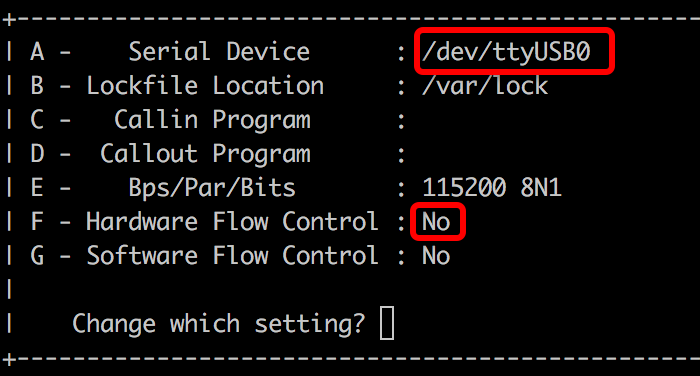 +-----------------------------------------------
| A -    Serial Device      : /dev/ttyUSB0
| B - Lockfile Location     : /var/lock
| C -   Callin Program      :
| D -  Callout Program      :
| E -    Bps/Par/Bits       : 115200 8N1
| F - Hardware Flow Control : No
| G - Software Flow Control : No
|
|    Change which setting?
+-----------------------------------------------